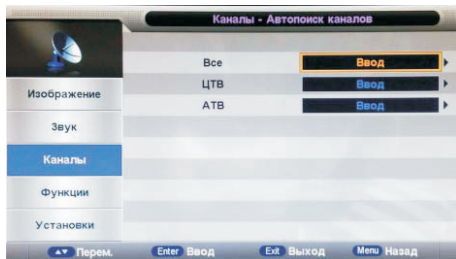 Каналы - Автопоиск каналов
Все Ввод
ЦТВ Ввод
АТВ Ввод
Изображение
Звук
Каналы
Функции
Установки
Перем. Enter Ввод Exit Выход Menu Назад